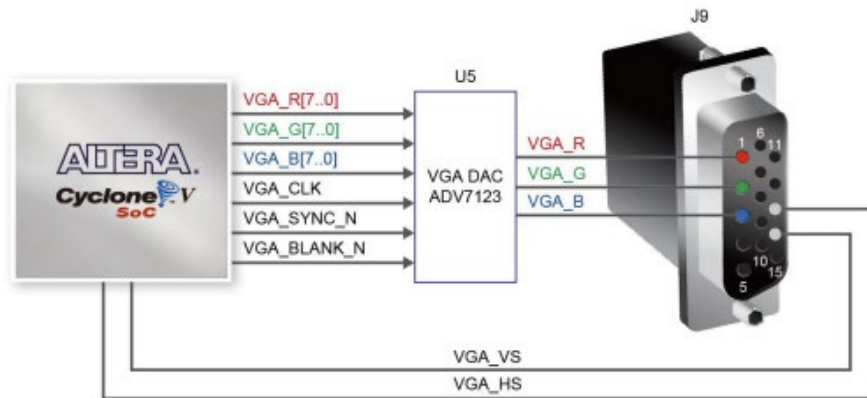 J9
U5
VGA_R[7..0]
VGA_G[7..0]
VGA_B[7..0]
VGA_CLK
VGA_SYNC_N
VGA_BLANK_N
ALTERA.
Cyclone V
SoC
VGA DAC
ADV7123
VGA_R
VGA_G
VGA_B
1
6
11
5
10
15
VGA_VS
VGA_HS